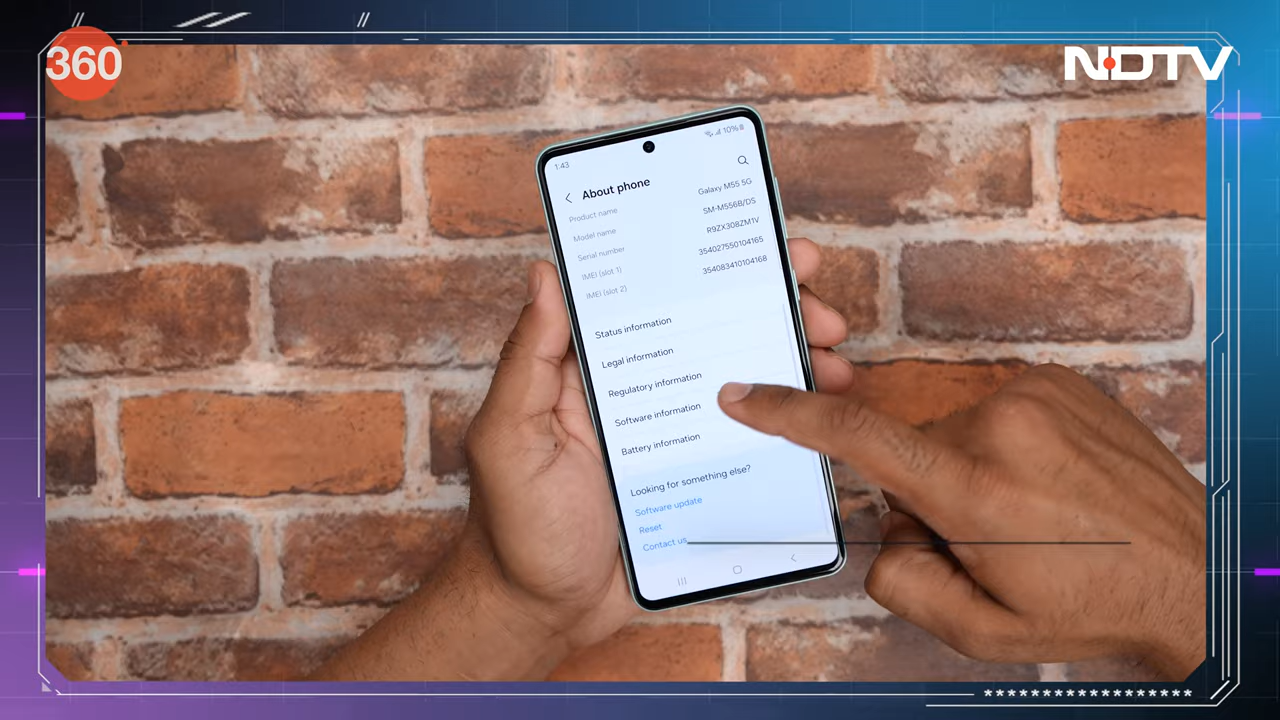 360
NDTV
1:43
10%
About phone
Product name
Galaxy M55 5G
Model name
SM-M556B/DS
Serial number
R9ZX308ZM1V
IMEI (slot 1)
354027550104165
IMEI (slot 2)
354083410104168
Status information
Legal information
Regulatory information
Software information
Battery information
Looking for something else?
Software update
Reset
Contact us
******************